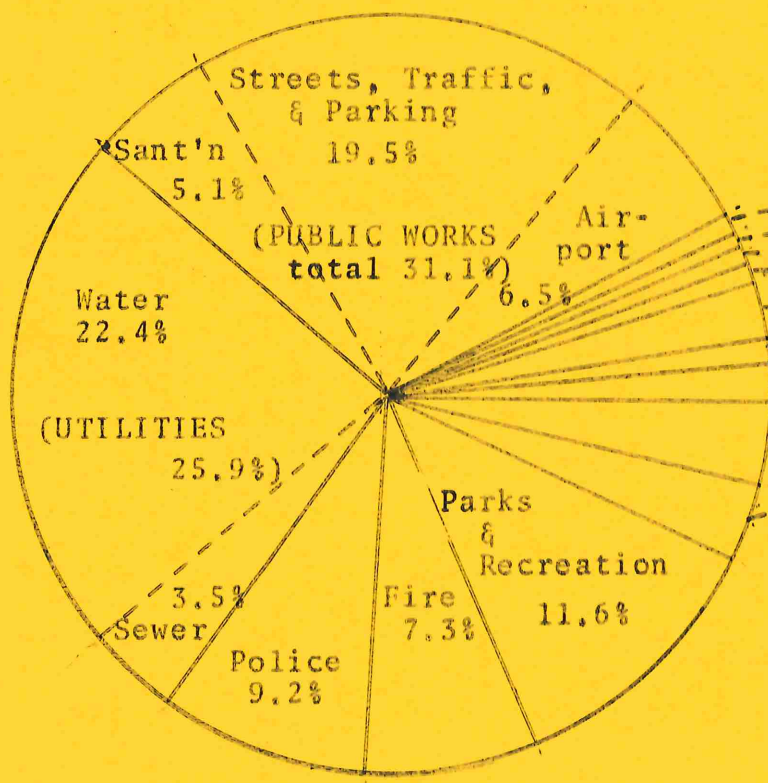 Streets, Traffic,
& Parking
19.5%
Sant'n
5.1%
(PUBLIC WORKS
total 31.1%)
Air-
port
6.5%
Water
22.4%
(UTILITIES
25.9%)
3.5%
Sewer
Police
9.2%
Fire
7.3%
Parks
&
Recreation
11.6%